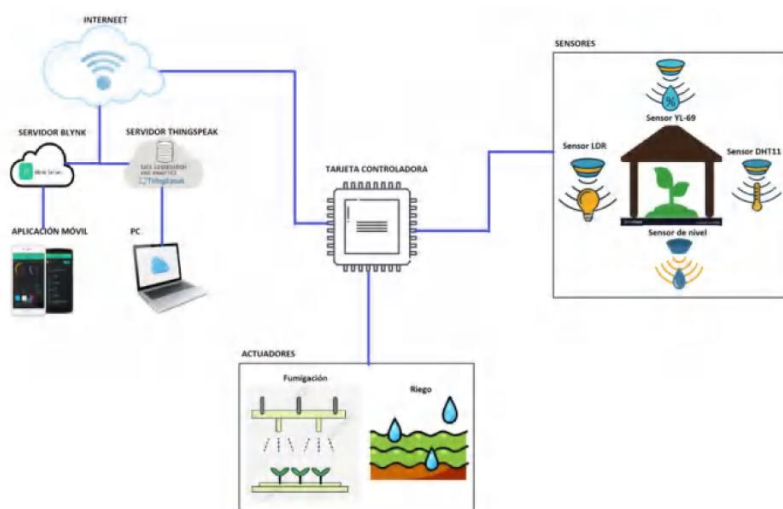 INTERNEET
SERVIDOR BLYNK
SERVIDOR THINGSPEAK
ThingSpeak
APLICACIÓN MÓVIL
PC
TARJETA CONTROLADORA
SENSORES
%
Sensor YL-69
Sensor LDR
Sensor DHT11
Sensor de nivel
ACTUADORES
Fumigación
Riego